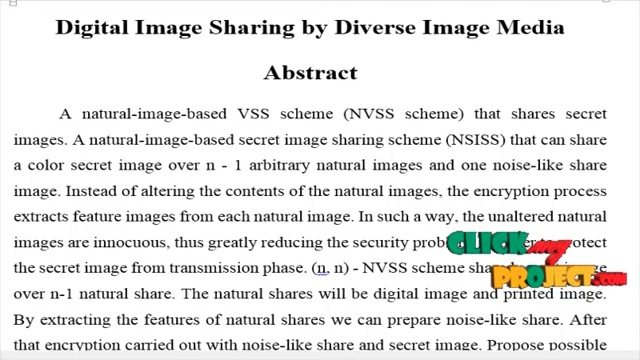 Digital Image Sharing by Diverse Image Media
Abstract
A natural-image-based VSS scheme (NVSS scheme) that shares secret
images. A natural-image-based secret image sharing scheme (NSISS) that can share
a color secret image over n - 1 arbitrary natural images and one noise-like share
image. Instead of altering the contents of the natural images, the encryption process
extracts feature images from each natural image. In such a way, the unaltered natural
images are innocuous, thus greatly reducing the security protect
the secret image from transmission phase. (n, n) - NVSS scheme
over n-1 natural share. The natural shares will be digital image and printed image.
By extracting the features of natural shares we can prepare noise-like share. After
that encryption carried out with noise-like share and secret image. Propose possible
CLICK
PROJECT.com